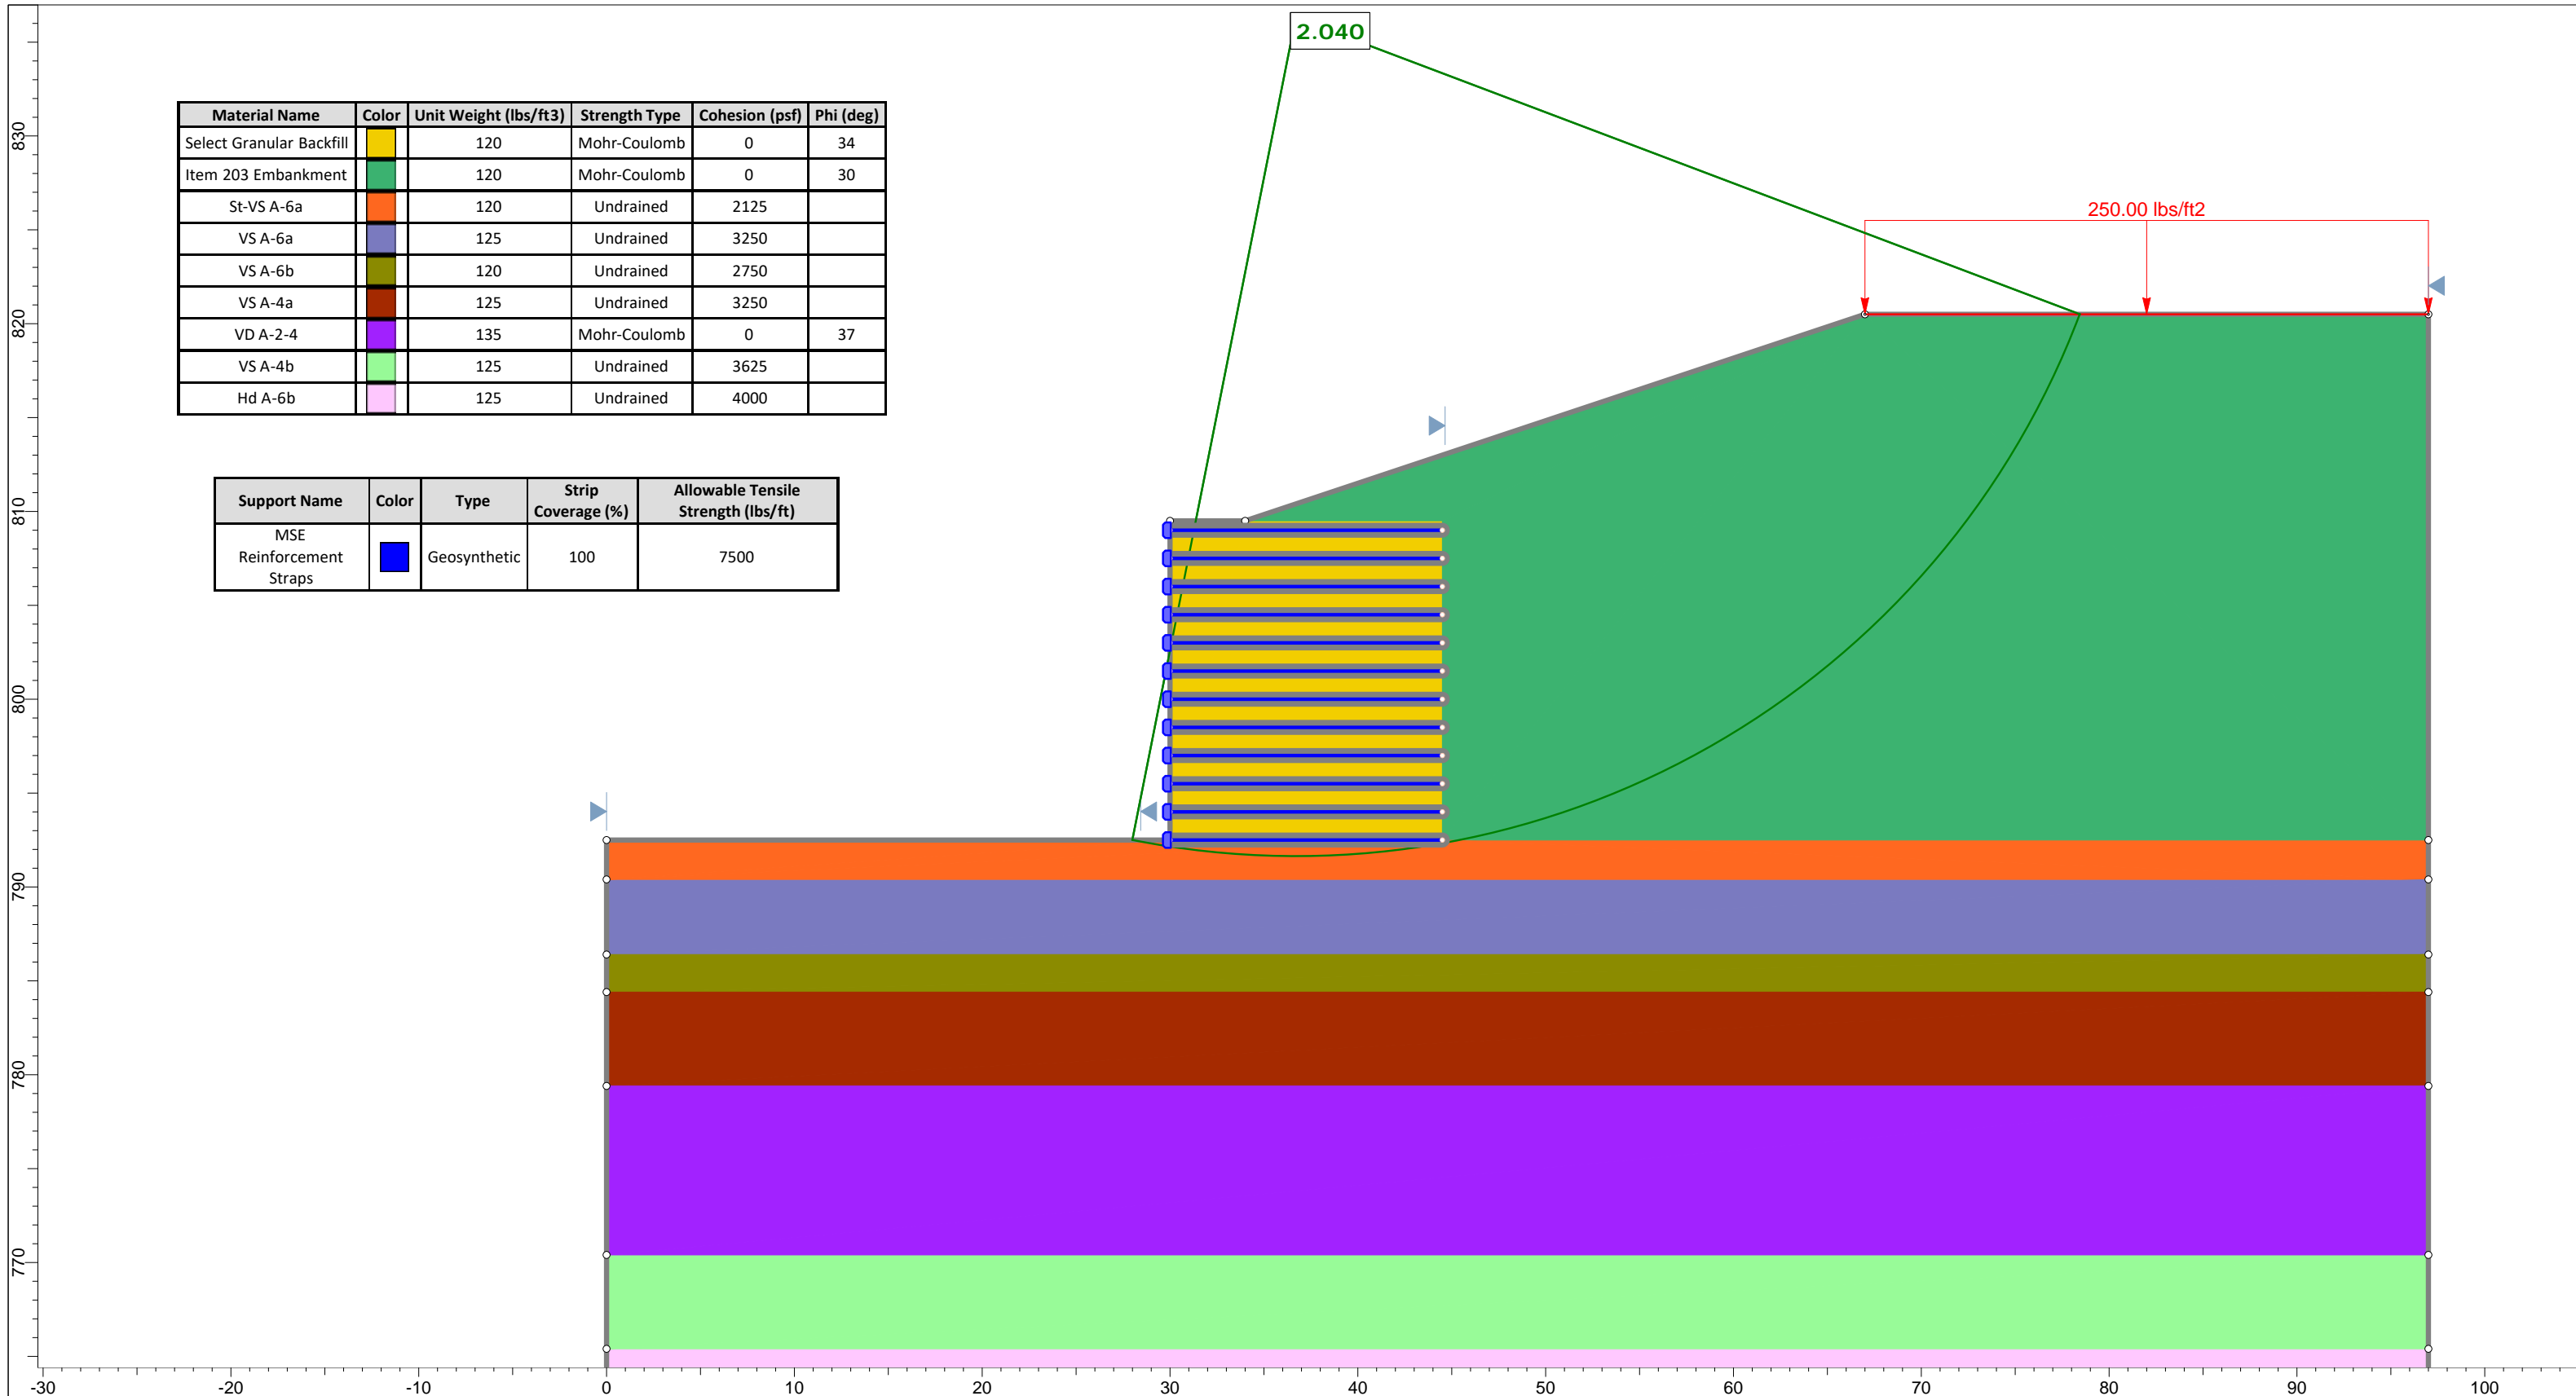 2.040
Material Name Color Unit Weight (lbs/ft3) Strength Type Cohesion (psf) Phi (deg)
Select Granular Backfill 120 Mohr-Coulomb 0 34
Item 203 Embankment 120 Mohr-Coulomb 0 30
St-VS A-6a 120 Undrained 2125
VS A-6a 125 Undrained 3250
VS A-6b 120 Undrained 2750
VS A-4a 125 Undrained 3250
VD A-2-4 135 Mohr-Coulomb 0 37
VS A-4b 125 Undrained 3625
Hd A-6b 125 Undrained 4000
250.00 lbs/ft2
Support Name Color Type Strip Coverage (%) Allowable Tensile Strength (lbs/ft)
MSE Reinforcement Straps Geosynthetic 100 7500
830
820
810
800
790
780
770
-30 -20 -10 0 10 20 30 40 50 60 70 80 90 100